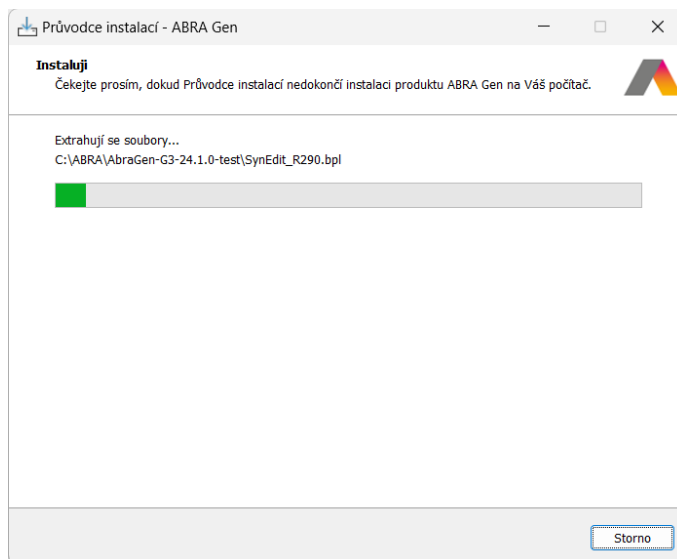 Průvodce instalací - ABRA Gen
Instaluji
Čekejte prosím, dokud Průvodce instalací nedokončí instalaci produktu ABRA Gen na Váš počítač.
Extrahují se soubory...
C:\ABRA\AbraGen-G3-24.1.0-test\SynEdit_R290.bpl
Storno